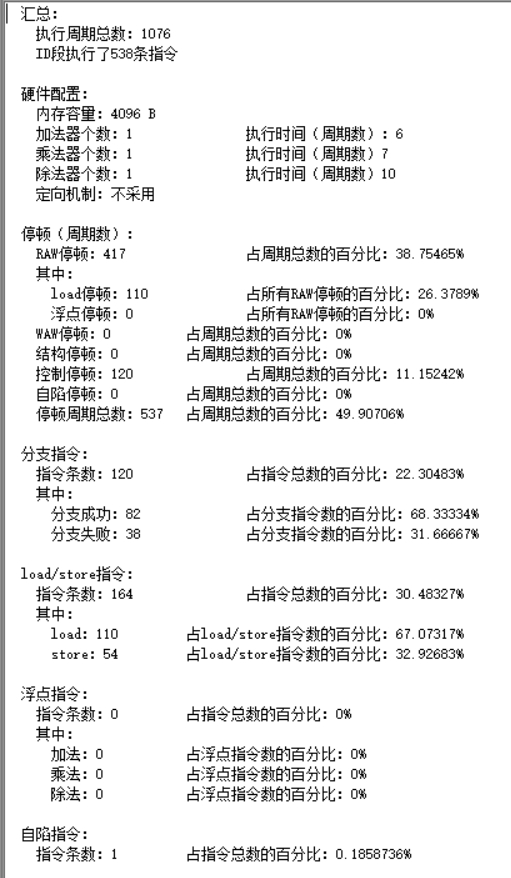 汇总:
执行周期总数: 1076
ID段执行了538条指令
硬件配置:
内存容量: 4096 B
加法器个数: 1 执行时间（周期数）: 6
乘法器个数: 1 执行时间（周期数）7
除法器个数: 1 执行时间（周期数）10
定向机制: 不采用
停顿（周期数）:
RAW停顿: 417 占周期总数的百分比: 38.75465%
其中:
load停顿: 110 占所有RAW停顿的百分比: 26.3789%
浮点停顿: 0 占所有RAW停顿的百分比: 0%
WAW停顿: 0 占周期总数的百分比: 0%
结构停顿: 0 占周期总数的百分比: 0%
控制停顿: 120 占周期总数的百分比: 11.15242%
自陷停顿: 0 占周期总数的百分比: 0%
停顿周期总数: 537 占周期总数的百分比: 49.90706%
分支指令:
指令条数: 120 占指令总数的百分比: 22.30483%
其中:
分支成功: 82 占分支指令数的百分比: 68.33334%
分支失败: 38 占分支指令数的百分比: 31.66667%
load/store指令:
指令条数: 164 占指令总数的百分比: 30.48327%
其中:
load: 110 占load/store指令数的百分比: 67.07317%
store: 54 占load/store指令数的百分比: 32.92683%
浮点指令:
指令条数: 0 占指令总数的百分比: 0%
其中:
加法: 0 占浮点指令数的百分比: 0%
乘法: 0 占浮点指令数的百分比: 0%
除法: 0 占浮点指令数的百分比: 0%
自陷指令:
指令条数: 1 占指令总数的百分比: 0.1858736%